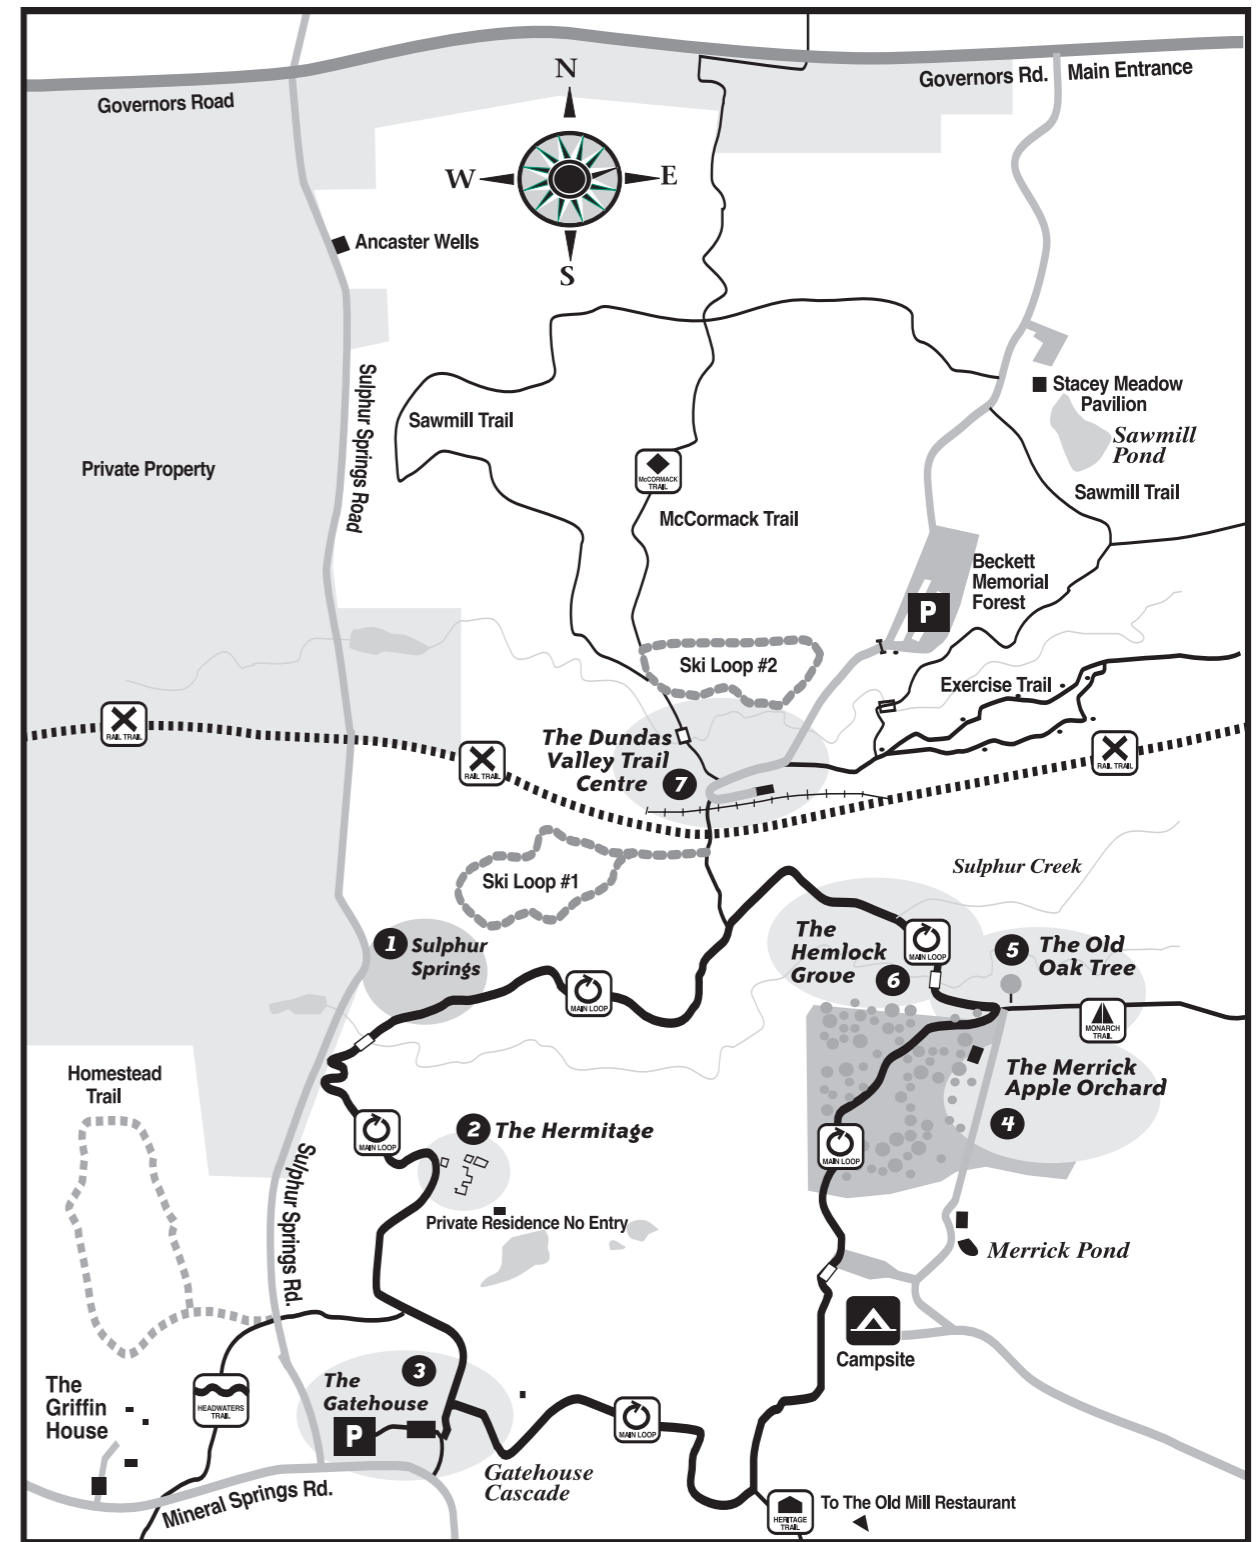 Governors Road
N
W
E
S
Governors Rd.
Main Entrance
Ancaster Wells
Sulphur Springs Road
Private Property
Sawmill Trail
McCORMACK
TRAIL
McCormack Trail
Stacey Meadow
Pavilion
Sawmill
Pond
Sawmill Trail
Beckett
Memorial
Forest
P
Ski Loop #2
Exercise Trail
RAIL TRAIL
RAIL TRAIL
RAIL TRAIL
The Dundas
Valley Trail
Centre
7
Ski Loop #1
Sulphur Creek
1
Sulphur
Springs
MAIN LOOP
The
Hemlock
Grove
6
MAIN LOOP
5
The Old
Oak Tree
MONARCH
TRAIL
The Merrick
Apple Orchard
4
Homestead
Trail
MAIN LOOP
2
The Hermitage
MAIN LOOP
Private Residence No Entry
Sulphur Springs Rd.
Merrick Pond
Campsite
3
The
Gatehouse
P
The
Griffin
House
HEADWATERS
TRAIL
MAIN LOOP
Gatehouse
Cascade
Mineral Springs Rd.
HERITAGE
TRAIL
To The Old Mill Restaurant